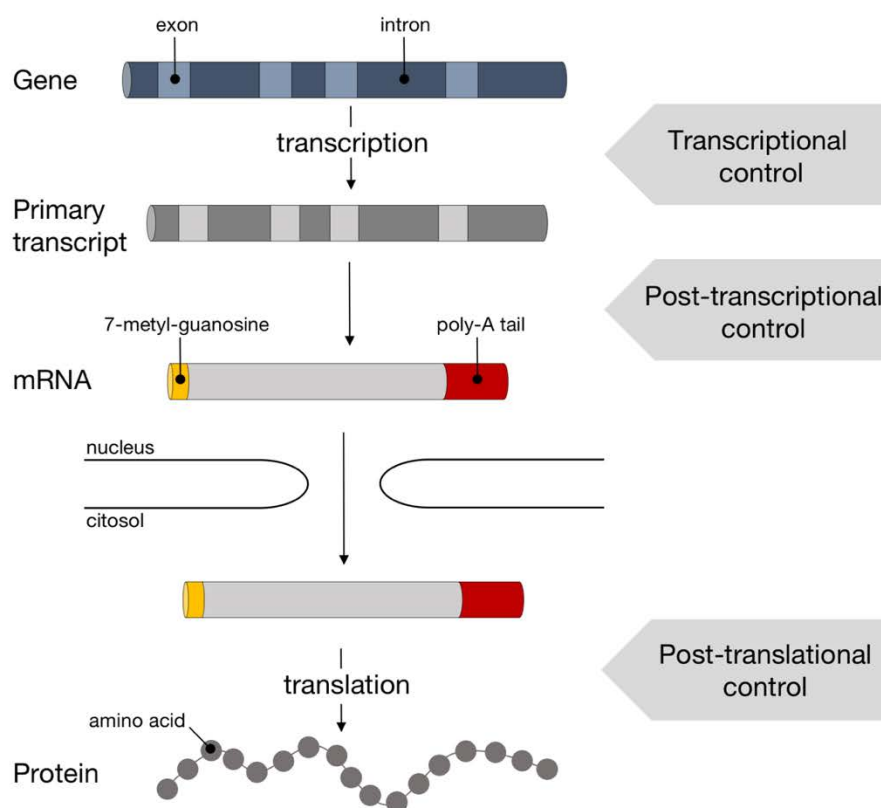 exon
intron
Gene
transcription
Transcriptional
control
Primary
transcript
Post-transcriptional
control
7-metyl-guanosine
poly-A tail
mRNA
nucleus
citosol
Post-translational
control
translation
amino acid
Protein